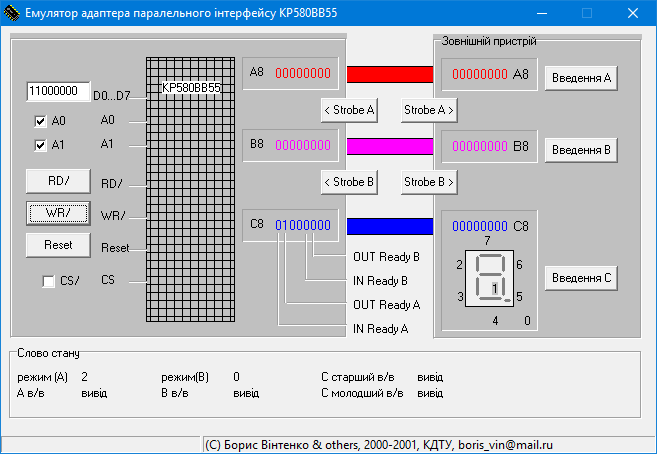 Емулятор адаптера паралельного інтерфейсу КР580ВВ55
Зовнішній пристрій
11000000 D0...D7
A0 A0
A1 A1
RD/ RD/
WR/ WR/
Reset Reset
CS/ CS
КР580ВВ55
A8 00000000
< Strobe A
Strobe A >
B8 00000000
< Strobe B
Strobe B >
C8 01000000
OUT Ready B
IN Ready B
OUT Ready A
IN Ready A
00000000 A8 Введення A
00000000 B8 Введення B
00000000 C8
7
2 6
1
3 5
4 0
Введення C
Слово стану
режим (A) 2 режим(B) 0 C старший в/в вивід
A в/в вивід B в/в вивід C молодший в/в вивід
(C) Борис Вінтенко & others, 2000-2001, КДТУ, boris_vin@mail.ru